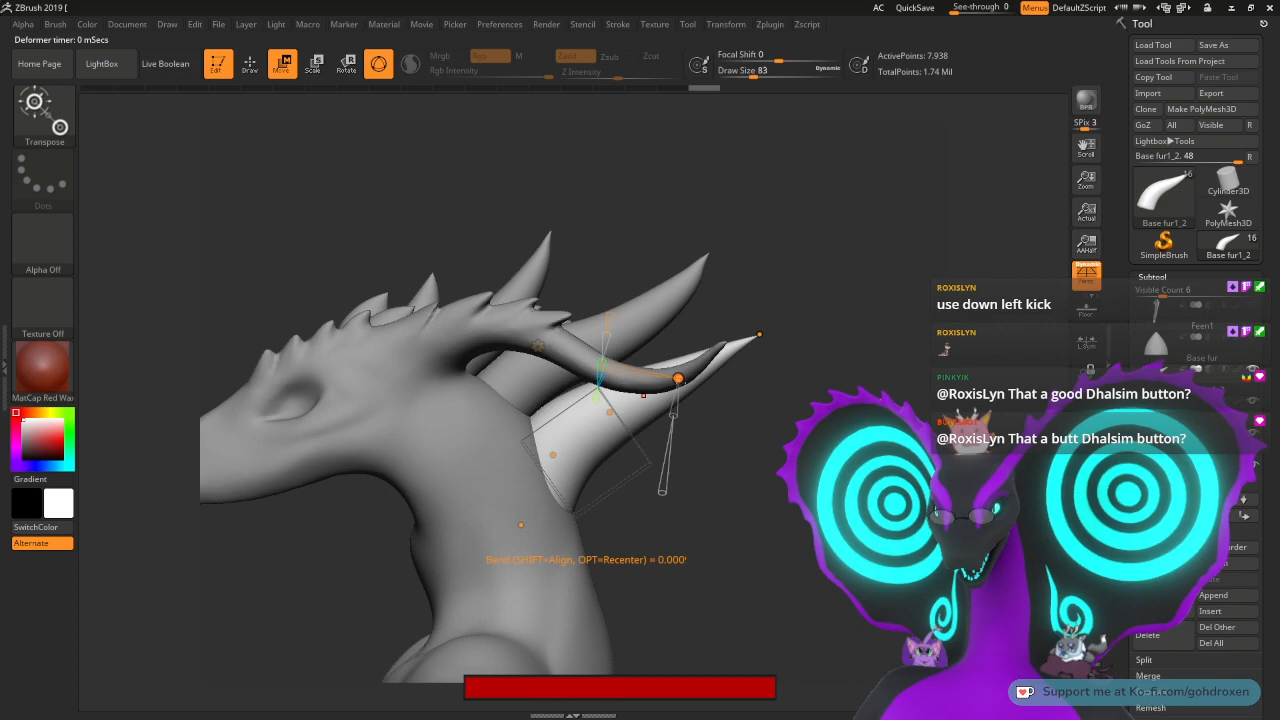 ZBrush 2019 [
AC QuickSave See-through 0 Menus DefaultZScript
Alpha Brush Color Document Draw Edit File Layer Light Macro Marker Material Movie Picker Preferences Render Stencil Stroke Texture Tool Transform Zplugin Zscript
Tool
Deformer timer: 0 mSecs
Home Page LightBox Live Boolean Edit Draw Move Scale Rotate
Mrgb M Zadd Zsub Zcut
Rgb Intensity Z Intensity
Focal Shift 0
Draw Size 83 Dynamic
ActivePoints: 7,938
TotalPoints: 1.74 Mil
Load Tool Save As
Load Tools From Project
Copy Tool Paste Tool
Import Export
Clone Make PolyMesh3D
GoZ All Visible R
Lightbox▶Tools
Base fur1_2. 48 R
16
Base fur1_2
Cylinder3D
PolyMesh3D
SimpleBrush
16
Base fur1_2
Subtool
Visible Count 6
Feen1
Base fur
Append
Insert
Delete
Del Other
Del All
Split
Merge
Remesh
Transpose
Dots
Alpha Off
Texture Off
MatCap Red Wa
Gradient
SwitchColor
Alternate
BPR
SPix 3
Scroll
Zoom
Actual
AAHalf
Dynamic
Persp
Floor
L.Sym
Bend (SHIFT=Align, OPT=Recenter) = 0.000°
ROXISLYN
use down left kick
ROXISLYN
PINKYIK
@RoxisLyn That a good Dhalsim button?
@RoxisLyn That a butt Dhalsim button?
Support me at Ko-fi.com/gohdroxen